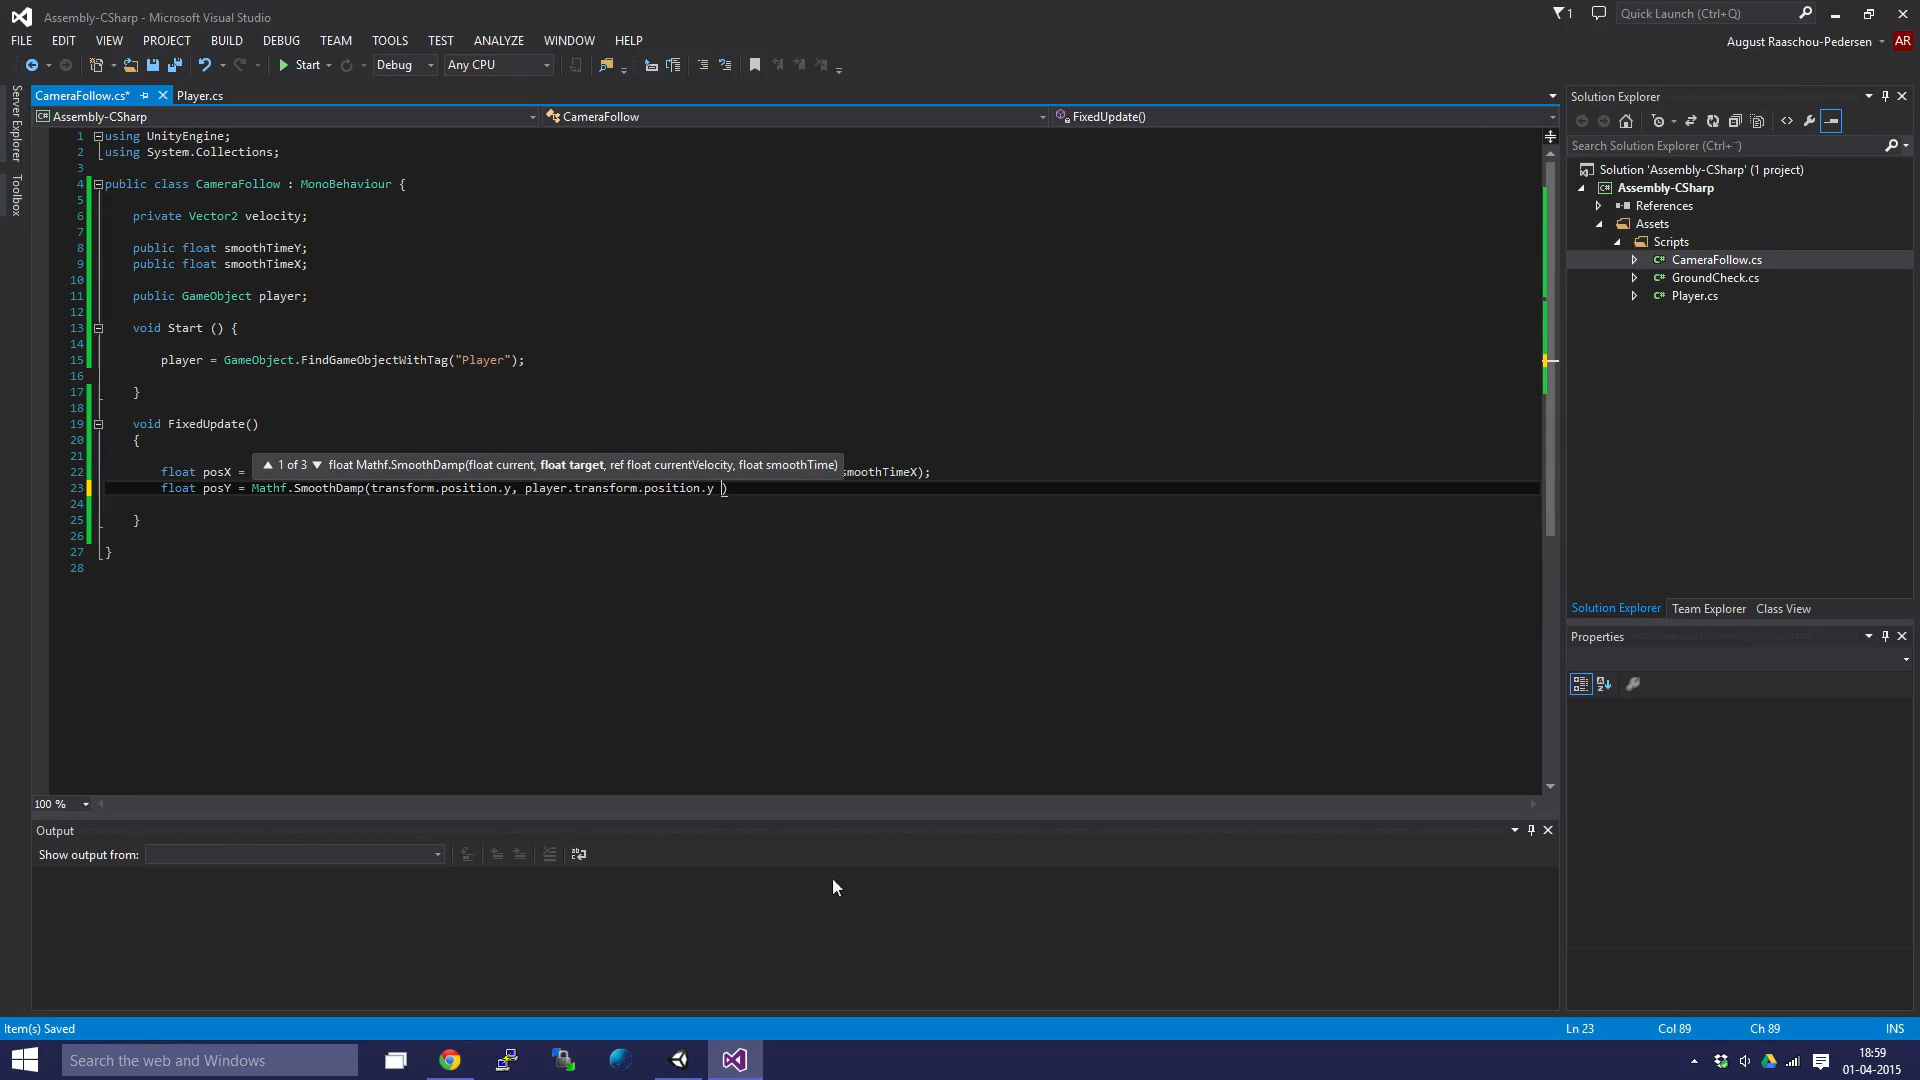 Assembly-CSharp - Microsoft Visual Studio
1
Quick Launch (Ctrl+Q)
FILE EDIT VIEW PROJECT BUILD DEBUG TEAM TOOLS TEST ANALYZE WINDOW HELP
August Raaschou-Pedersen AR
Start Debug Any CPU
Server Explorer
Toolbox
CameraFollow.cs* Player.cs
Assembly-CSharp CameraFollow FixedUpdate()
1 using UnityEngine;
2 using System.Collections;
3
4 public class CameraFollow : MonoBehaviour {
5
6 private Vector2 velocity;
7
8 public float smoothTimeY;
9 public float smoothTimeX;
10
11 public GameObject player;
12
13 void Start () {
14
15 player = GameObject.FindGameObjectWithTag("Player");
16
17 }
18
19 void FixedUpdate()
20 {
21
1 of 3 float Mathf.SmoothDamp(float current, float target, ref float currentVelocity, float smoothTime)
22 float posX = smoothTimeX);
23 float posY = Mathf.SmoothDamp(transform.position.y, player.transform.position.y )
24
25 }
26
27 }
28
100 %
Output
Show output from:
Solution Explorer
Search Solution Explorer (Ctrl+¨)
Solution 'Assembly-CSharp' (1 project)
Assembly-CSharp
References
Assets
Scripts
CameraFollow.cs
GroundCheck.cs
Player.cs
Solution Explorer Team Explorer Class View
Properties
Item(s) Saved Ln 23 Col 89 Ch 89 INS
Search the web and Windows
18:59
01-04-2015